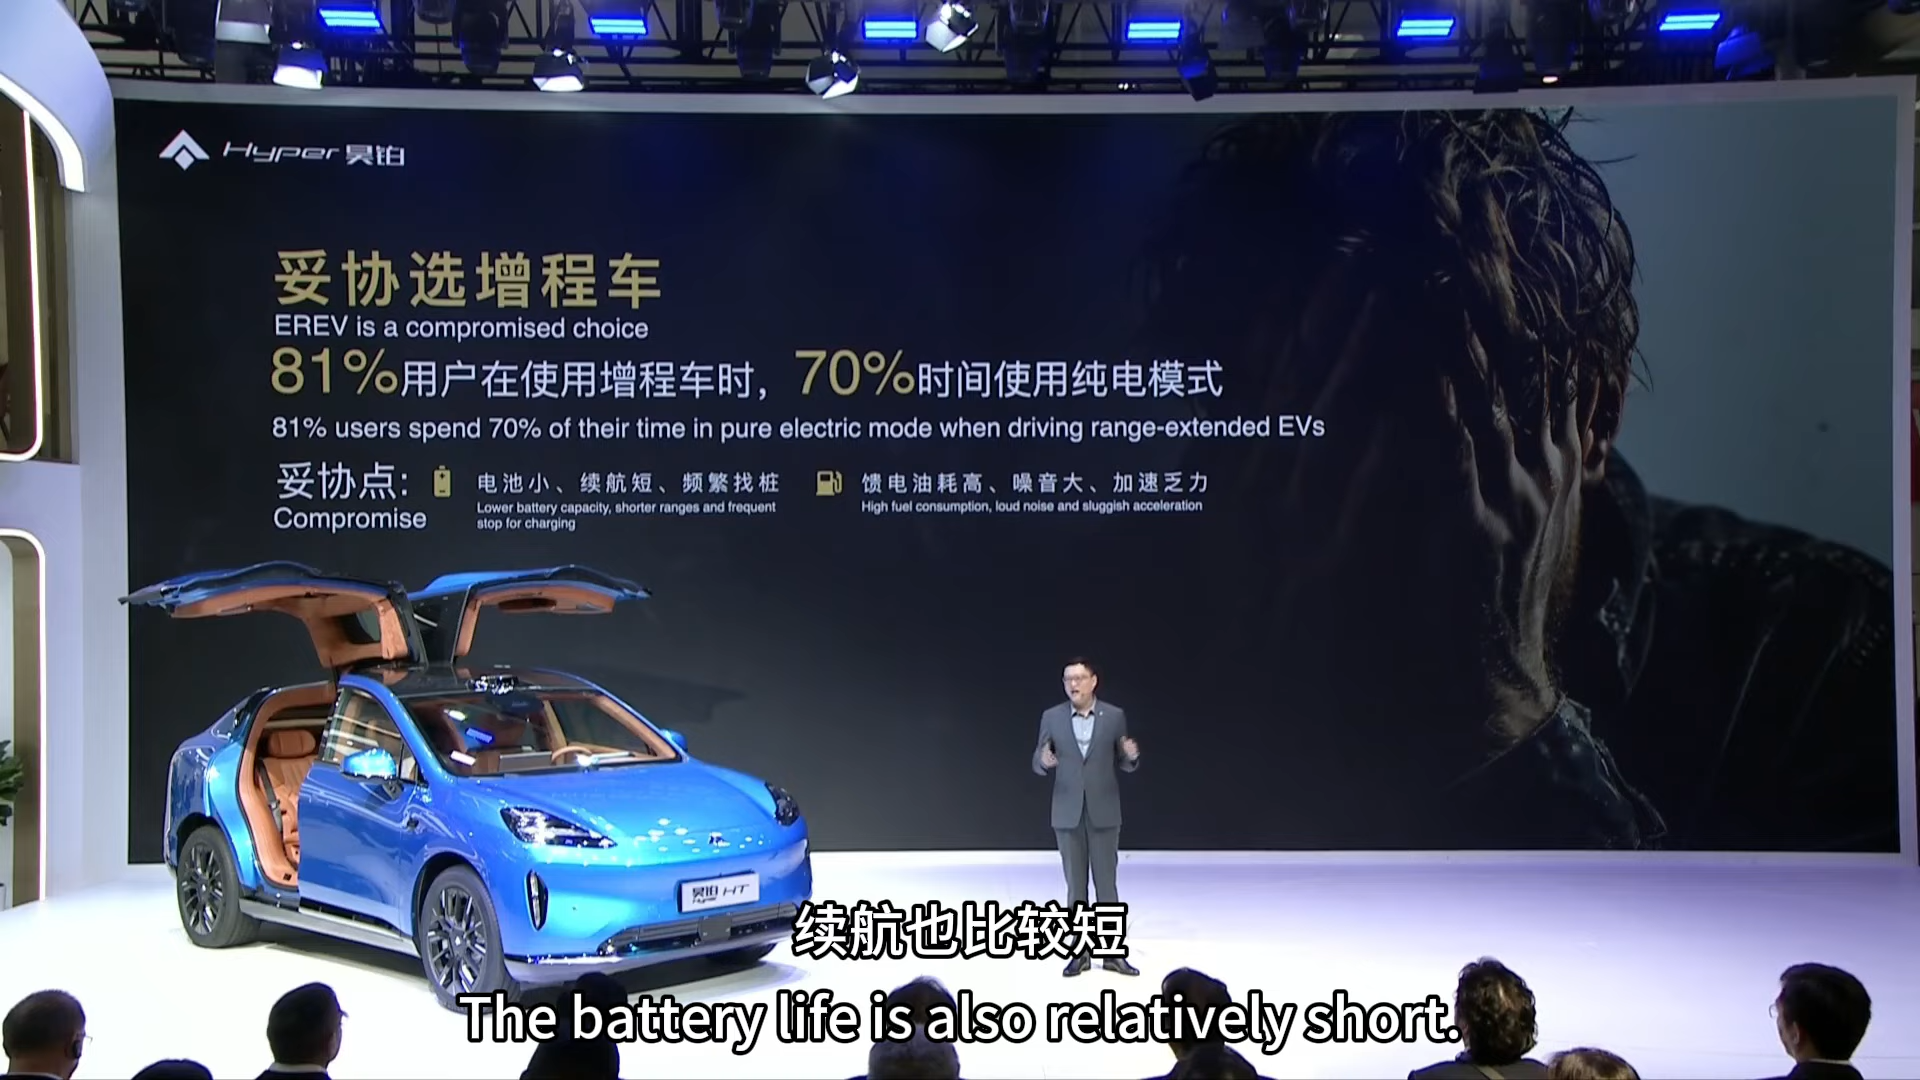 Hyper 昊铂
妥协选增程车
EREV is a compromised choice
81%用户在使用增程车时，70%时间使用纯电模式
81% users spend 70% of their time in pure electric mode when driving range-extended EVs
妥协点:
Compromise
电池小、续航短、频繁找桩
Lower battery capacity, shorter ranges and frequent
stop for charging
馈电油耗高、噪音大、加速乏力
High fuel consumption, loud noise and sluggish acceleration
昊铂 HT
Hyper
续航也比较短
The battery life is also relatively short.